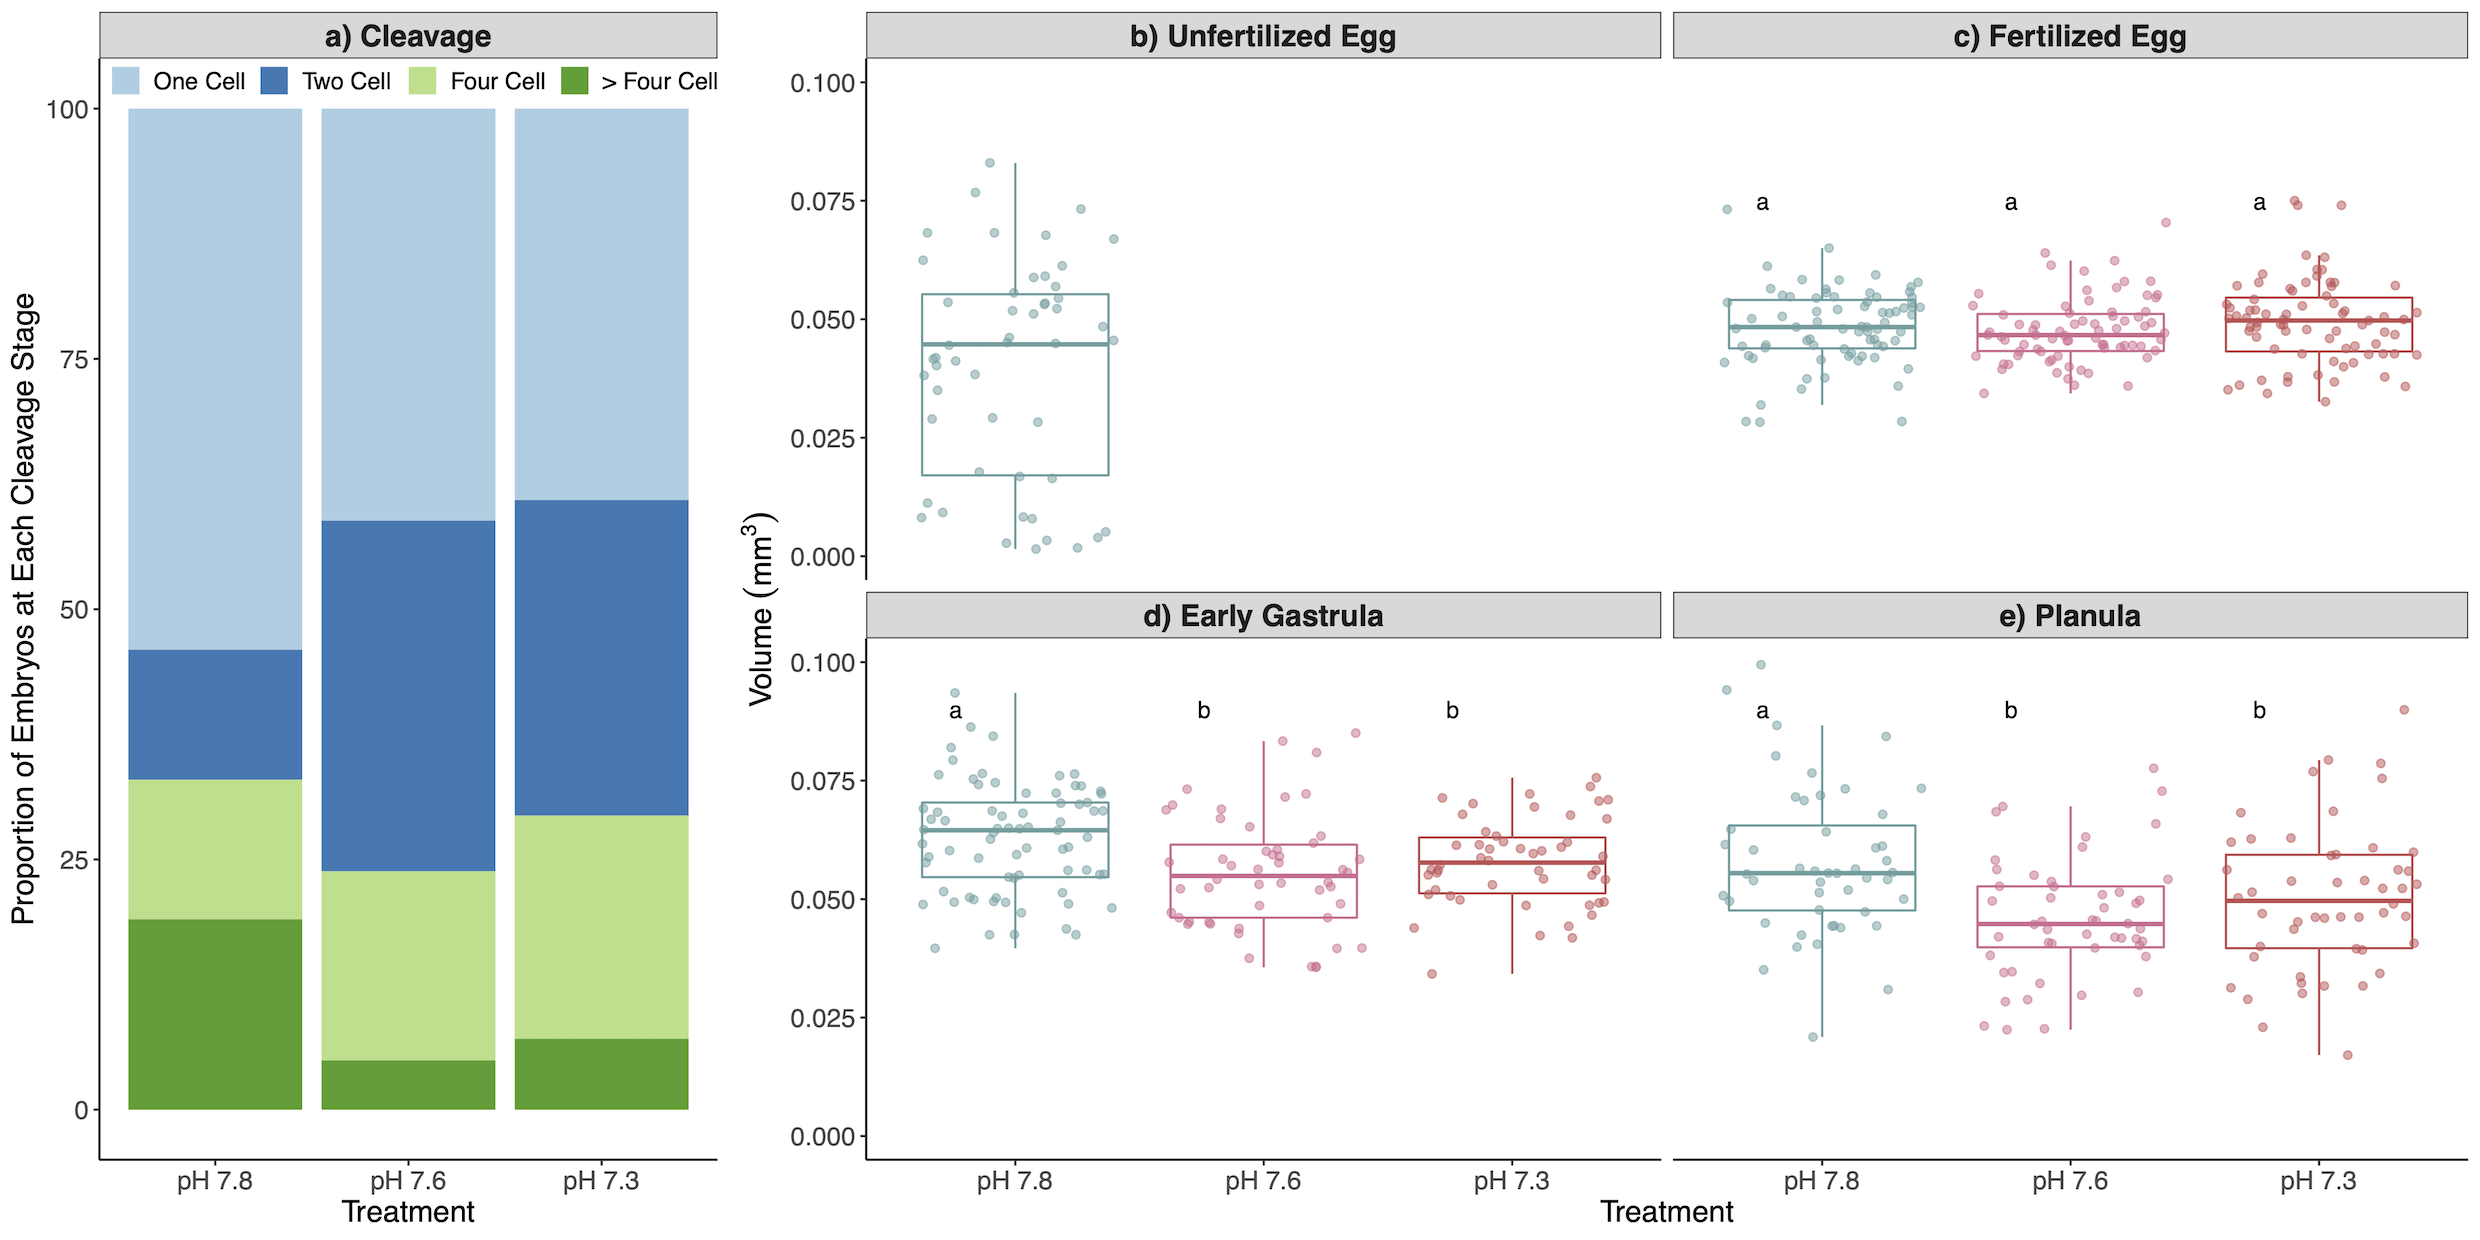 a) Cleavage
One Cell Two Cell Four Cell > Four Cell
Proportion of Embryos at Each Cleavage Stage
100
75
50
25
0
pH 7.8 pH 7.6 pH 7.3
Treatment
b) Unfertilized Egg
c) Fertilized Egg
Volume (mm³)
0.100
0.075
0.050
0.025
0.000
a a a
d) Early Gastrula
e) Planula
0.100
0.075
0.050
0.025
0.000
a b b
a b b
pH 7.8 pH 7.6 pH 7.3
pH 7.8 pH 7.6 pH 7.3
Treatment